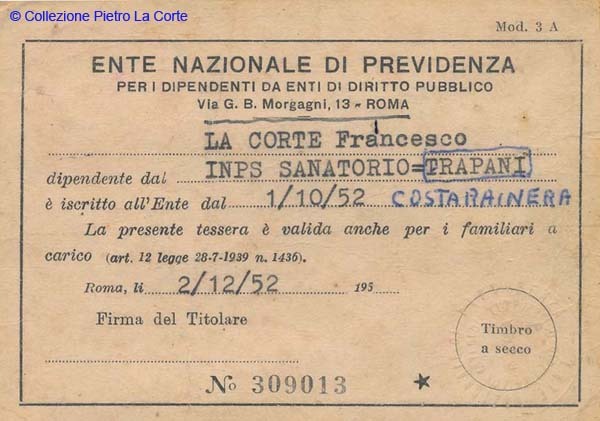 © Collezione Pietro La Corte
Mod. 3 A
ENTE NAZIONALE DI PREVIDENZA
PER I DIPENDENTI DA ENTI DI DIRITTO PUBBLICO
Via G. B. Morgagni, 13 - ROMA
LA CORTE Francesco
dipendente dal INPS SANATORIO=TRAPANI
è iscritto all'Ente dal 1/10/52 COSTARAINERA
La presente tessera è valida anche per i familiari a
carico (art. 12 legge 28-7-1939 n. 1436).
Roma, li 2/12/52 195
Firma del Titolare
Timbro
a secco
No 309013 ★